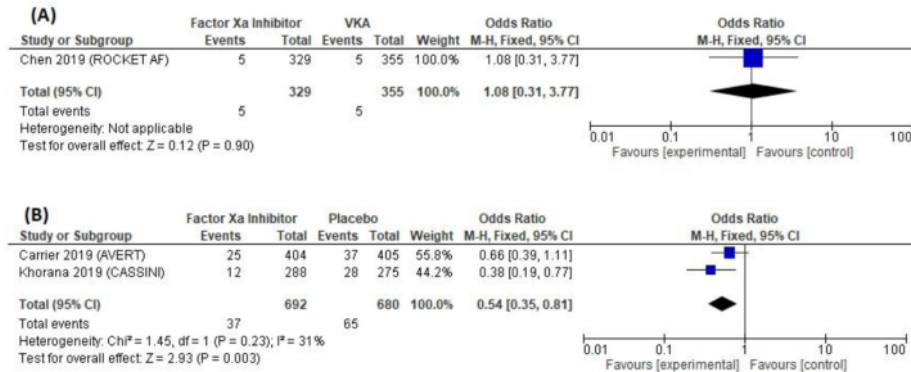 (A)
Factor Xa Inhibitor VKA Odds Ratio Odds Ratio
Study or Subgroup Events Total Events Total Weight M-H, Fixed, 95% CI M-H, Fixed, 95% CI
Chen 2019 (ROCKET AF) 5 329 5 355 100.0% 1.08 [0.31, 3.77]
Total (95% CI) 329 355 100.0% 1.08 [0.31, 3.77]
Total events 5 5
Heterogeneity: Not applicable
Test for overall effect: Z = 0.12 (P = 0.90)
0.01 0.1 1 10 100
Favours [experimental] Favours [control]
(B)
Factor Xa Inhibitor Placebo Odds Ratio Odds Ratio
Study or Subgroup Events Total Events Total Weight M-H, Fixed, 95% CI M-H, Fixed, 95% CI
Carrier 2019 (AVERT) 25 404 37 405 55.8% 0.66 [0.39, 1.11]
Khorana 2019 (CASSINI) 12 288 28 275 44.2% 0.38 [0.19, 0.77]
Total (95% CI) 692 680 100.0% 0.54 [0.35, 0.81]
Total events 37 65
Heterogeneity: Chi² = 1.45, df = 1 (P = 0.23); I² = 31%
Test for overall effect: Z = 2.93 (P = 0.003)
0.01 0.1 1 10 100
Favours [experimental] Favours [control]